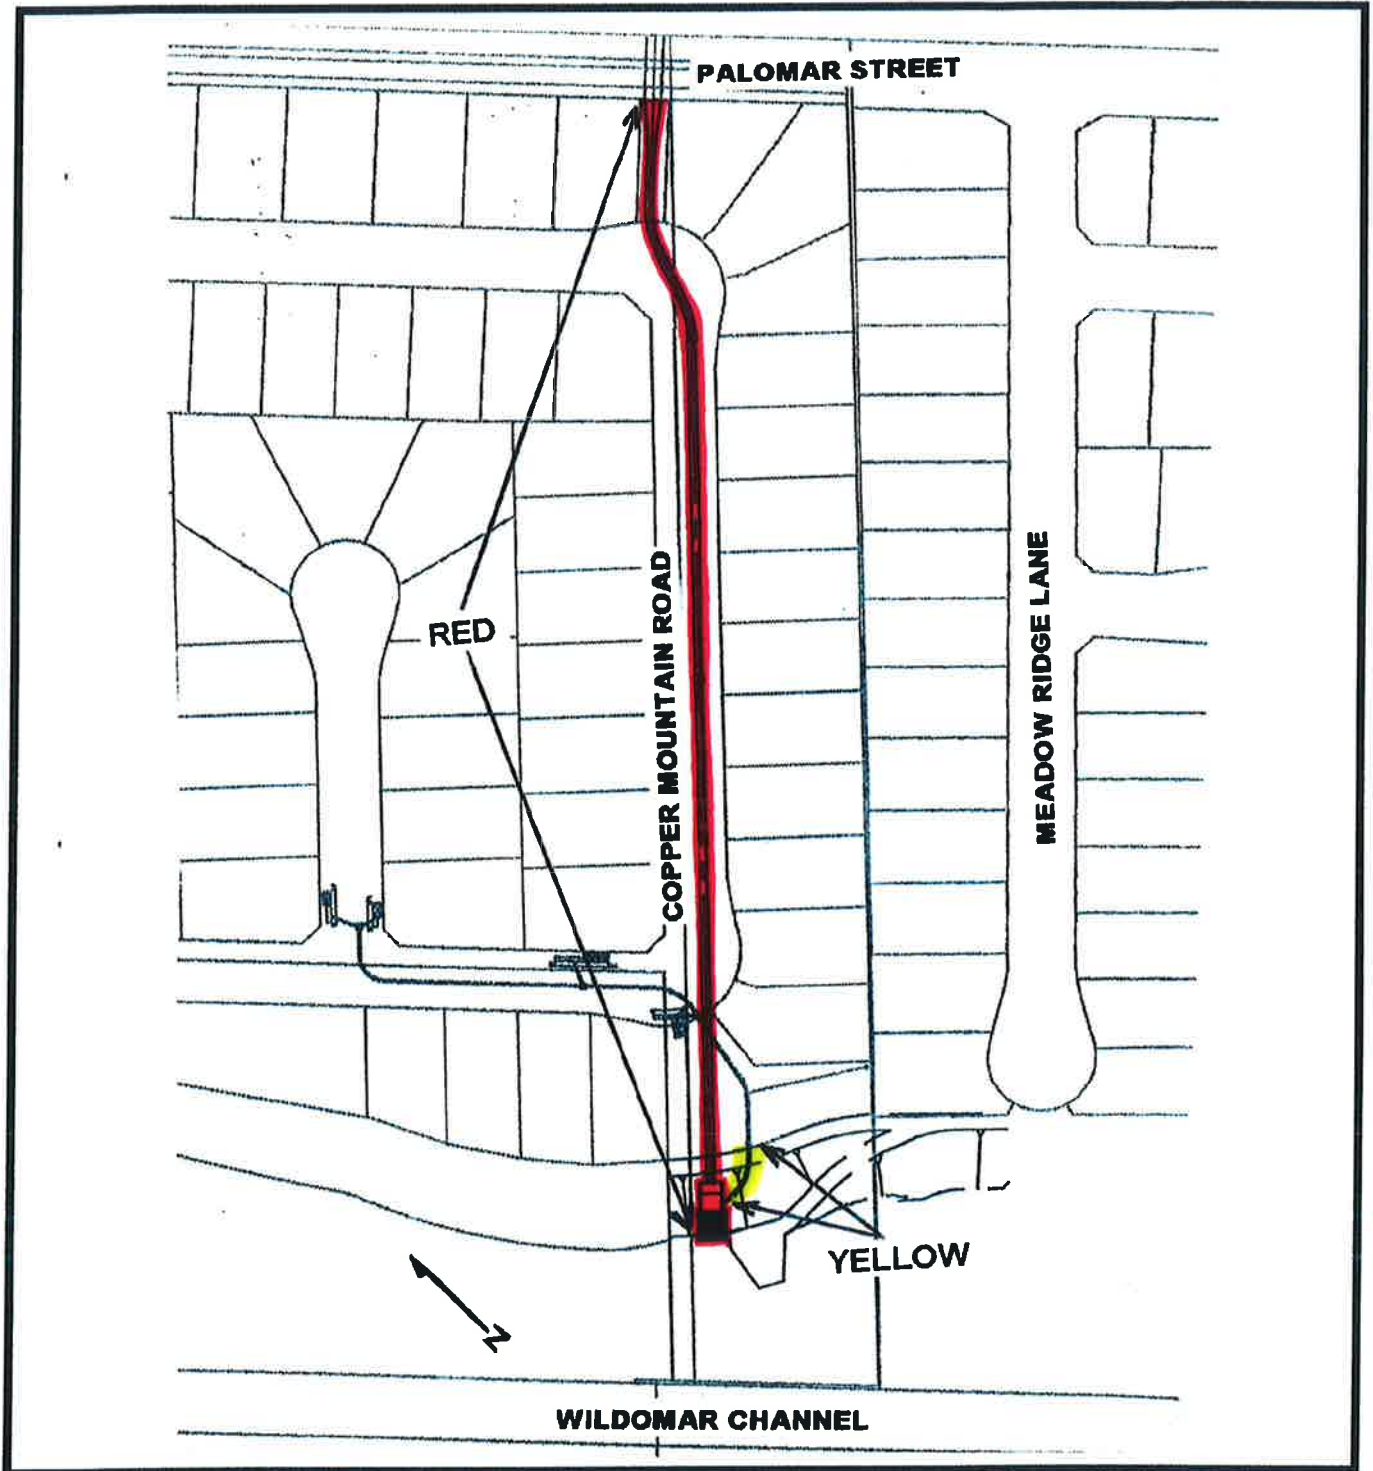 PALOMAR STREET
RED
COPPER MOUNTAIN ROAD
MEADOW RIDGE LANE
YELLOW
N
WILDOMAR CHANNEL